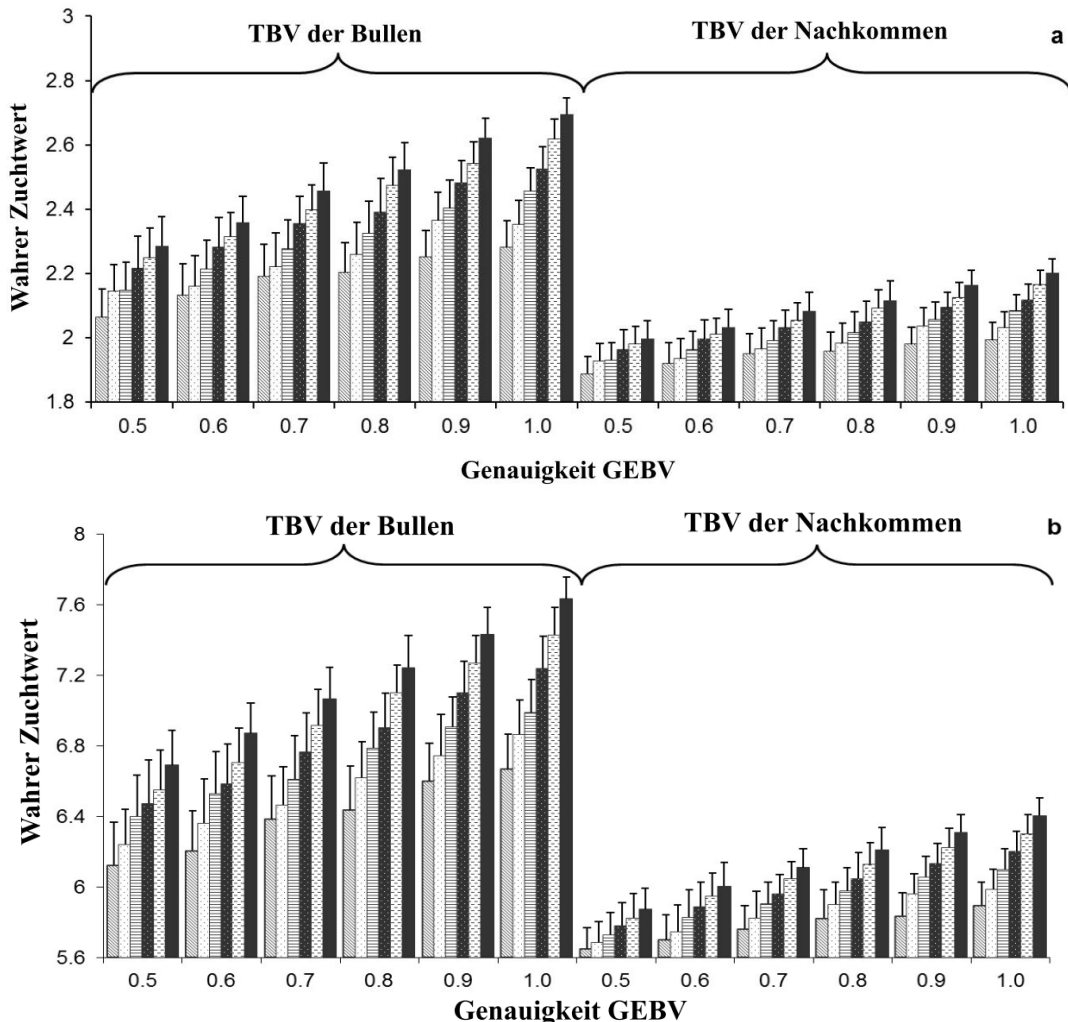 TBV der Bullen
TBV der Nachkommen
a
Wahrer Zuchtwert
3
2.8
2.6
2.4
2.2
2
1.8
0.5 0.6 0.7 0.8 0.9 1.0 0.5 0.6 0.7 0.8 0.9 1.0
Genauigkeit GEBV
TBV der Bullen
TBV der Nachkommen
b
Wahrer Zuchtwert
8
7.6
7.2
6.8
6.4
6
5.6
0.5 0.6 0.7 0.8 0.9 1.0 0.5 0.6 0.7 0.8 0.9 1.0
Genauigkeit GEBV